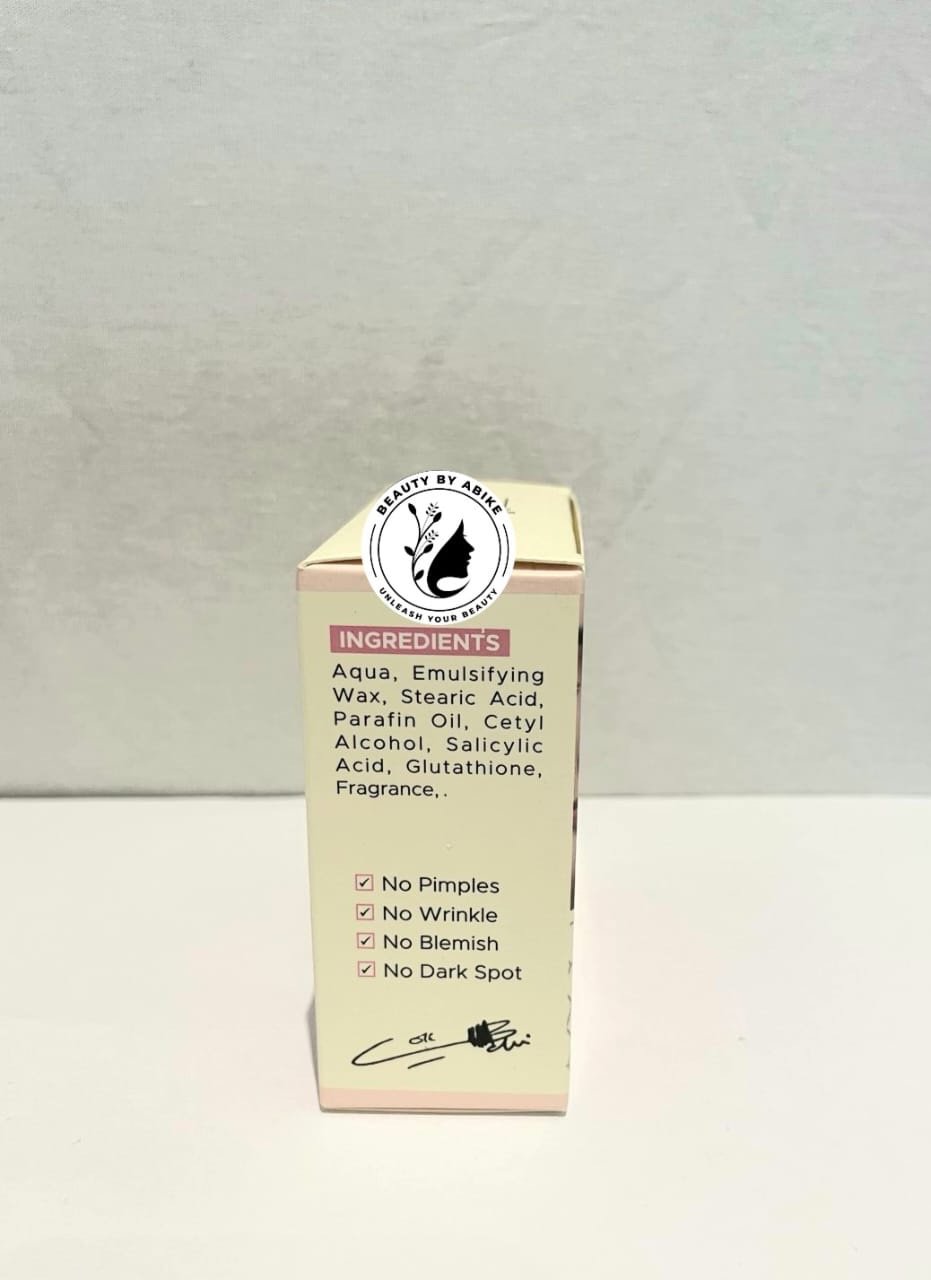 BEAUTY BY ABIKE
UNLEASH YOUR BEAUTY
INGREDIENTS
Aqua, Emulsifying
Wax, Stearic Acid,
Parafin Oil, Cetyl
Alcohol, Salicylic
Acid, Glutathione,
Fragrance,.
No Pimples
No Wrinkle
No Blemish
No Dark Spot